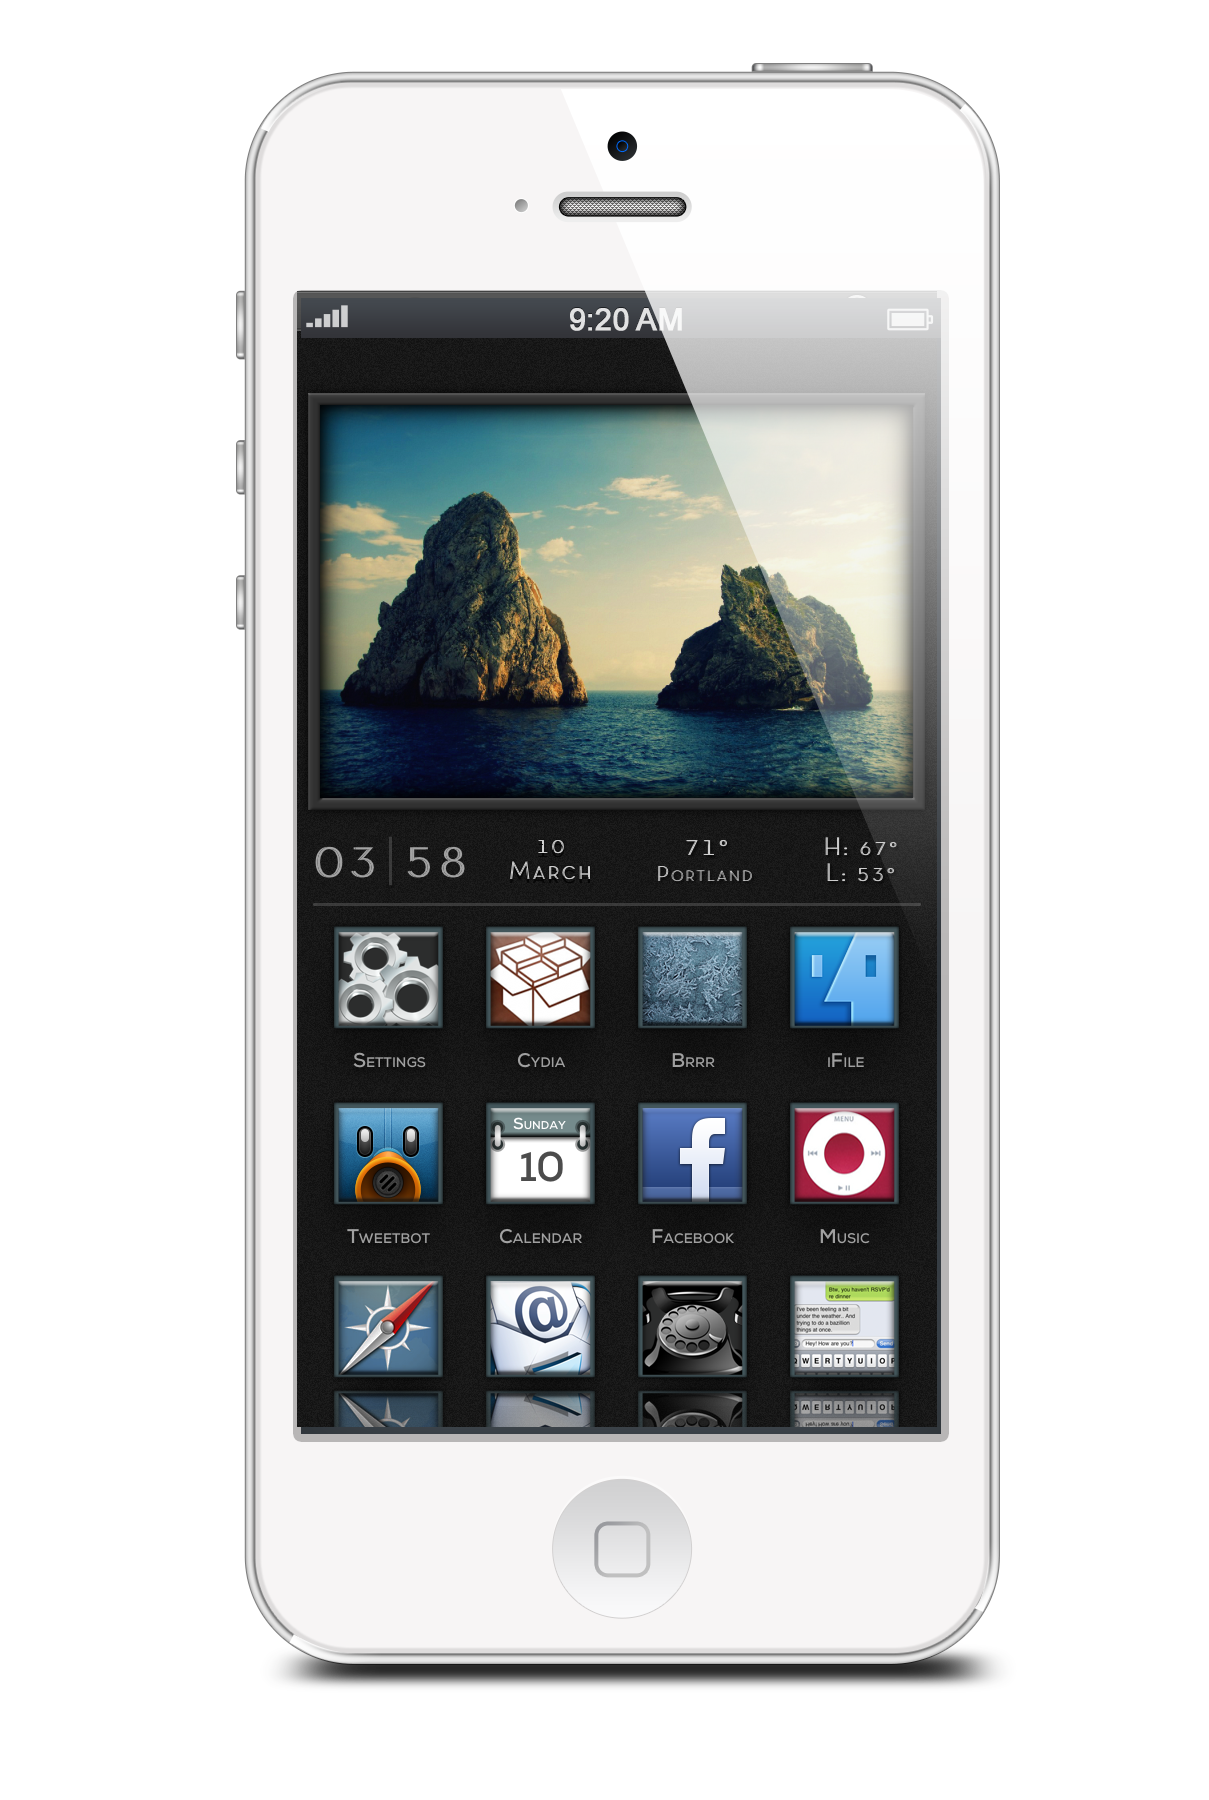 9:20 AM
03 58
10
March
71°
Portland
H: 67°
L: 53°
Settings
Cydia
Brrr
iFile
Sunday
10
MENU
Tweetbot
Calendar
Facebook
Music
Btw, you haven't RSVP'd
re dinner
I've been feeling a bit
under the weather.. And
trying to do a bazillion
things at once.
Hey! How are you?
Send
QWERTYUIOP